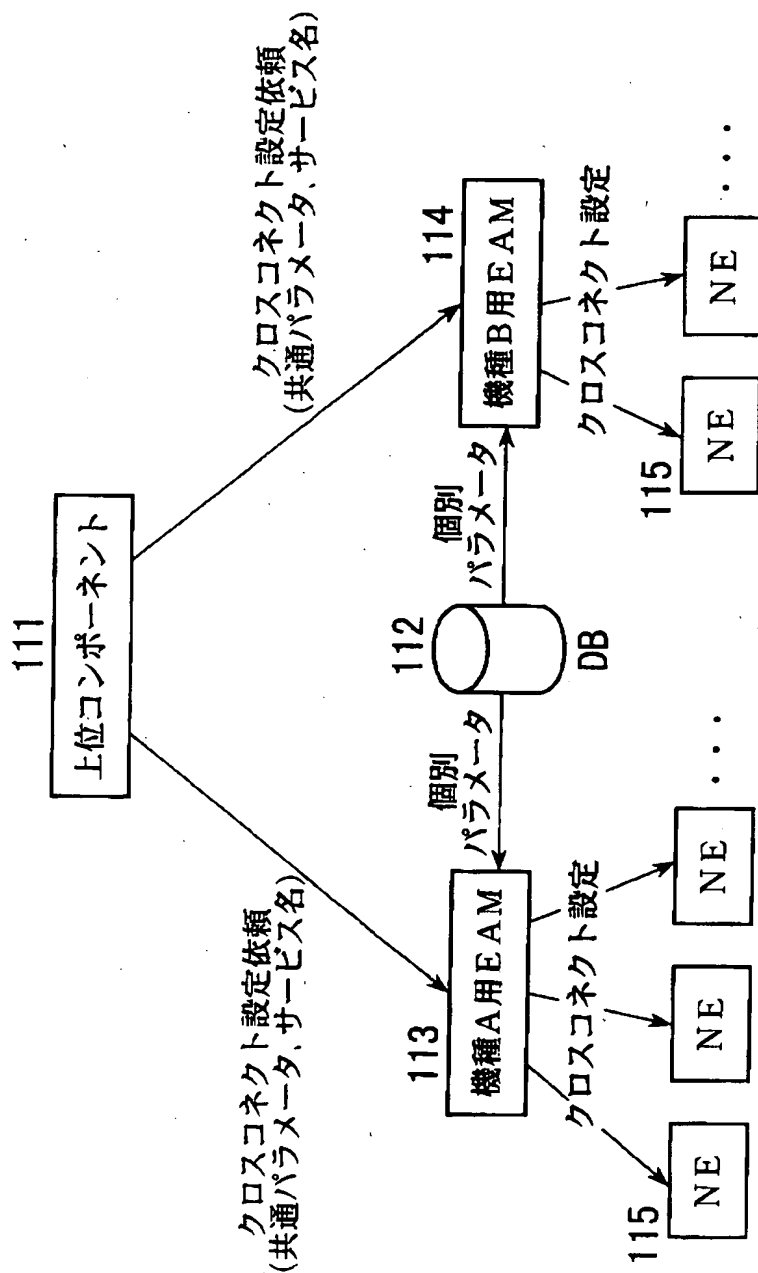 111
上位コンポーネント
クロスコネクト設定依頼
(共通パラメータ、サービス名)
クロスコネクト設定依頼
(共通パラメータ、サービス名)
113
機種A用EAM
個別
パラメータ
112
DB
個別
パラメータ
114
機種B用EAM
クロスコネクト設定
クロスコネクト設定
115
NE
NE
NE
・・・
115
NE
NE
・・・